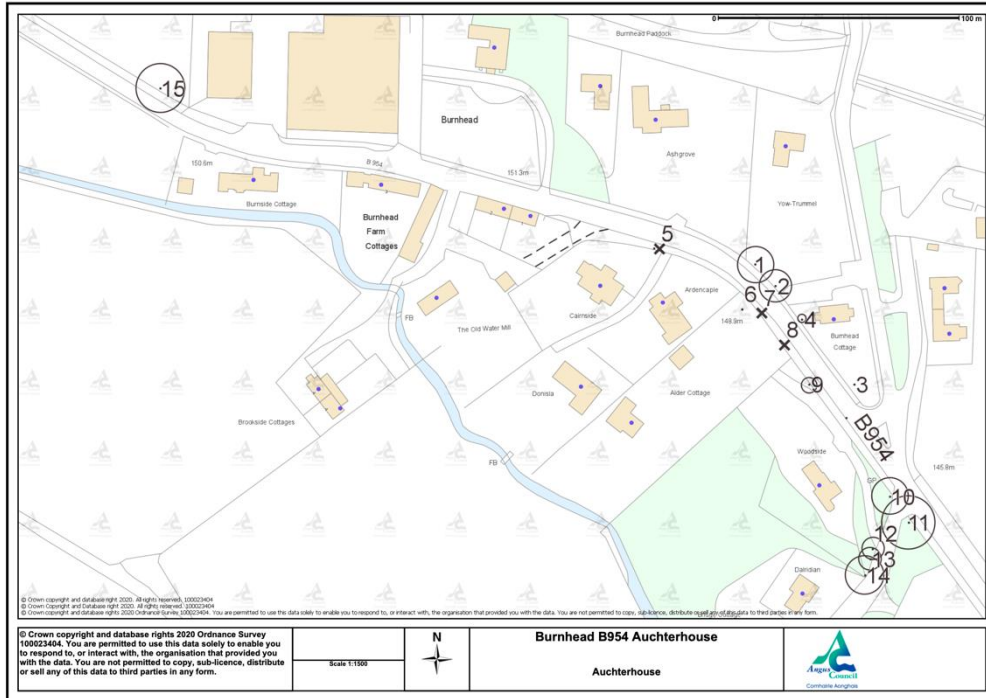 0 100 m
Burnhead Paddock
15
Burnhead
Ashgrove
150.6m
B 954
151.3m
Burnside Cottage
Yow-Trummel
Burnhead
Farm
Cottages
5
1
2
Ardencaple
6 7
4
148.9m
FB
The Old Water Mill
Cairnside
8
Burnhead
Cottage
9
3
Donisla
Alder Cottage
Brookside Cottages
B954
Woodside
FB
145.8m
GP
10
11
12
13
14
Dalridian
© Crown copyright and database right 2020. All rights reserved. 100023404
© Crown copyright and database right 2020. All rights reserved. 100023404
© Crown copyright and database rights 2020 Ordnance Survey 100023404. You are permitted to use this data solely to enable you to respond to, or interact with, the organisation that provided you with the data. You are not permitted to copy, sub-licence, distribute or sell any of this data to third parties in any form.
© Crown copyright and database rights 2020 Ordnance Survey
100023404. You are permitted to use this data solely to enable you
to respond to, or interact with, the organisation that provided you
with the data. You are not permitted to copy, sub-licence, distribute
or sell any of this data to third parties in any form.
Scale 1:1500
N
Burnhead B954 Auchterhouse
Auchterhouse
Angus
Council
Comhairle Aonghais